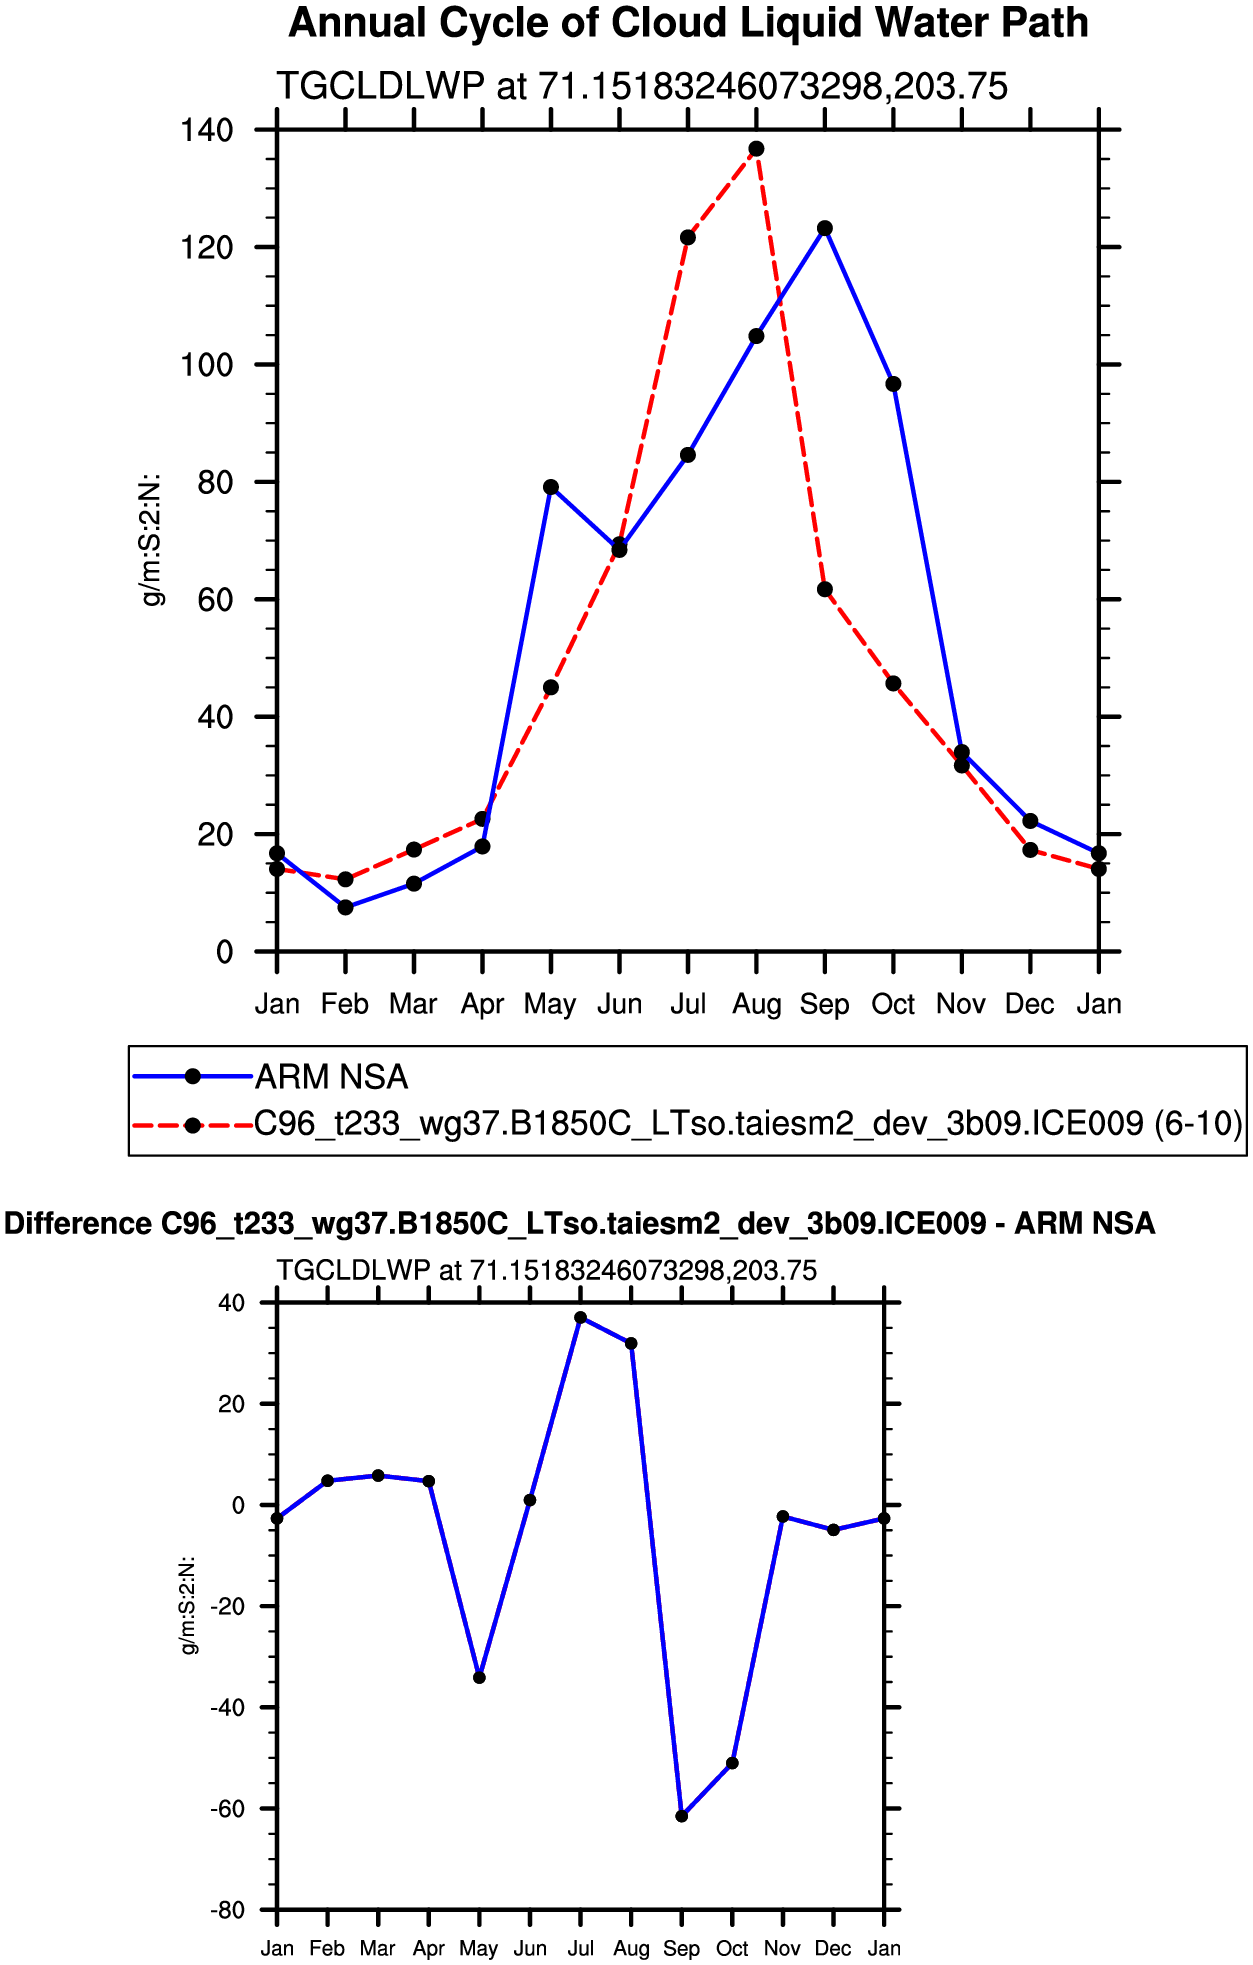 Annual Cycle of Cloud Liquid Water Path
TGCLDLWP at 71.15183246073298,203.75
140
120
100
80
60
40
20
0
g/m:S:2:N:
Jan Feb Mar Apr May Jun Jul Aug Sep Oct Nov Dec Jan
ARM NSA
C96_t233_wg37.B1850C_LTso.taiesm2_dev_3b09.ICE009 (6-10)
Difference C96_t233_wg37.B1850C_LTso.taiesm2_dev_3b09.ICE009 - ARM NSA
TGCLDLWP at 71.15183246073298,203.75
40
20
0
-20
-40
-60
-80
g/m:S:2:N:
Jan Feb Mar Apr May Jun Jul Aug Sep Oct Nov Dec Jan